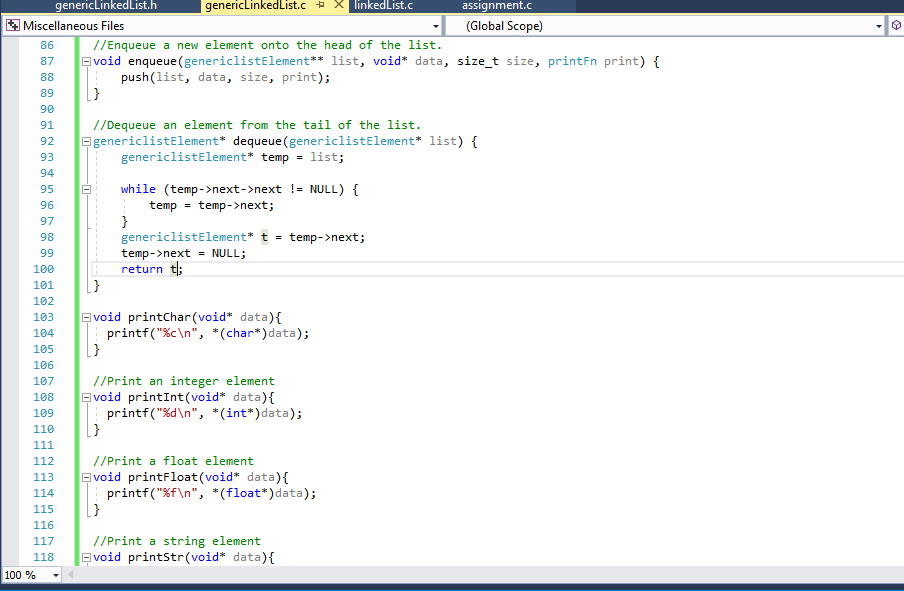 genericLinkedList.h genericLinkedList.c linkedList.c assignment.c
Miscellaneous Files (Global Scope)
86 //Enqueue a new element onto the head of the list.
87 void enqueue(genericlistElement** list, void* data, size_t size, printFn print) {
88 push(list, data, size, print);
89 }
90
91 //Dequeue an element from the tail of the list.
92 genericlistElement* dequeue(genericlistElement* list) {
93 genericlistElement* temp = list;
94
95 while (temp->next->next != NULL) {
96 temp = temp->next;
97 }
98 genericlistElement* t = temp->next;
99 temp->next = NULL;
100 return t;
101 }
102
103 void printChar(void* data){
104 printf("%c\n", *(char*)data);
105 }
106
107 //Print an integer element
108 void printInt(void* data){
109 printf("%d\n", *(int*)data);
110 }
111
112 //Print a float element
113 void printFloat(void* data){
114 printf("%f\n", *(float*)data);
115 }
116
117 //Print a string element
118 void printStr(void* data){
100 %